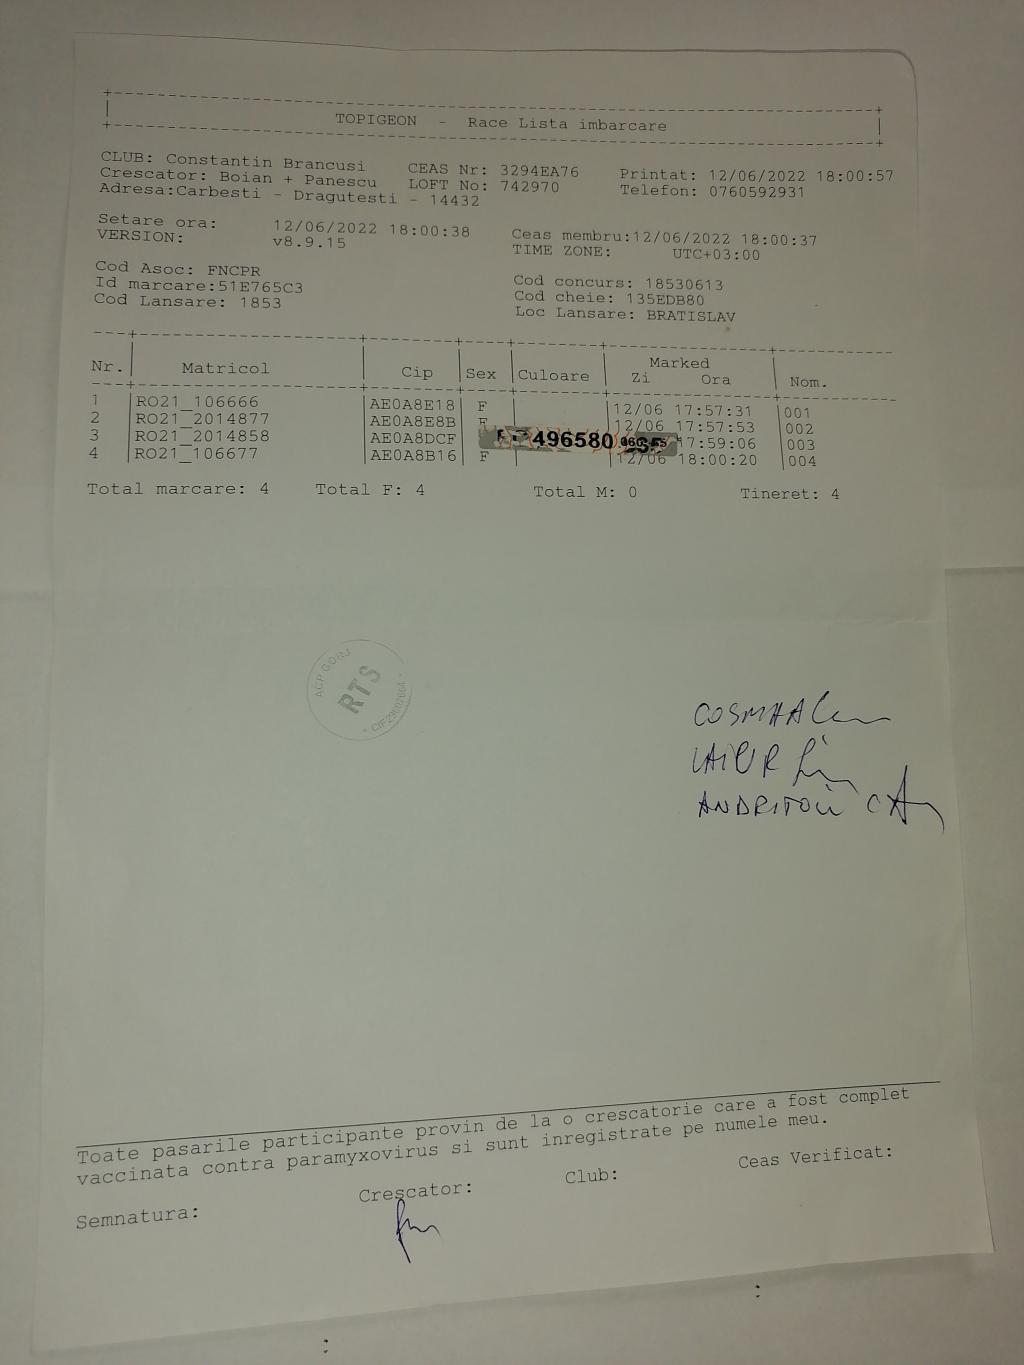 TOPIGEON - Race Lista imbarcare
CLUB: Constantin Brancusi CEAS Nr: 3294EA76 Printat: 12/06/2022 18:00:57
Crescator: Boian + Panescu LOFT No: 742970 Telefon: 0760592931
Adresa:Carbesti - Dragutesti - 14432
Setare ora: 12/06/2022 18:00:38 Ceas membru:12/06/2022 18:00:37
VERSION: v8.9.15 TIME ZONE: UTC+03:00
Cod Asoc: FNCPR Cod concurs: 18530613
Id marcare:51E765C3 Cod cheie: 135EDB80
Cod Lansare: 1853 Loc Lansare: BRATISLAV
Marked
Nr. Matricol Cip Sex Culoare Zi Ora Nom.
1 RO21_106666 AE0A8E18 F 12/06 17:57:31 001
2 RO21_2014877 AE0A8E8B F 12/06 17:57:53 002
3 RO21_2014858 AE0A8DCF 496580 17:59:06 003
4 RO21_106677 AE0A8B16 F 12/06 18:00:20 004
Total marcare: 4 Total F: 4 Total M: 0 Tineret: 4
ACP GORJ
RTS
Toate pasarile participante provin de la o crescatorie care a fost complet
vaccinata contra paramyxovirus si sunt inregistrate pe numele meu.
Semnatura: Crescator: Club: Ceas Verificat: